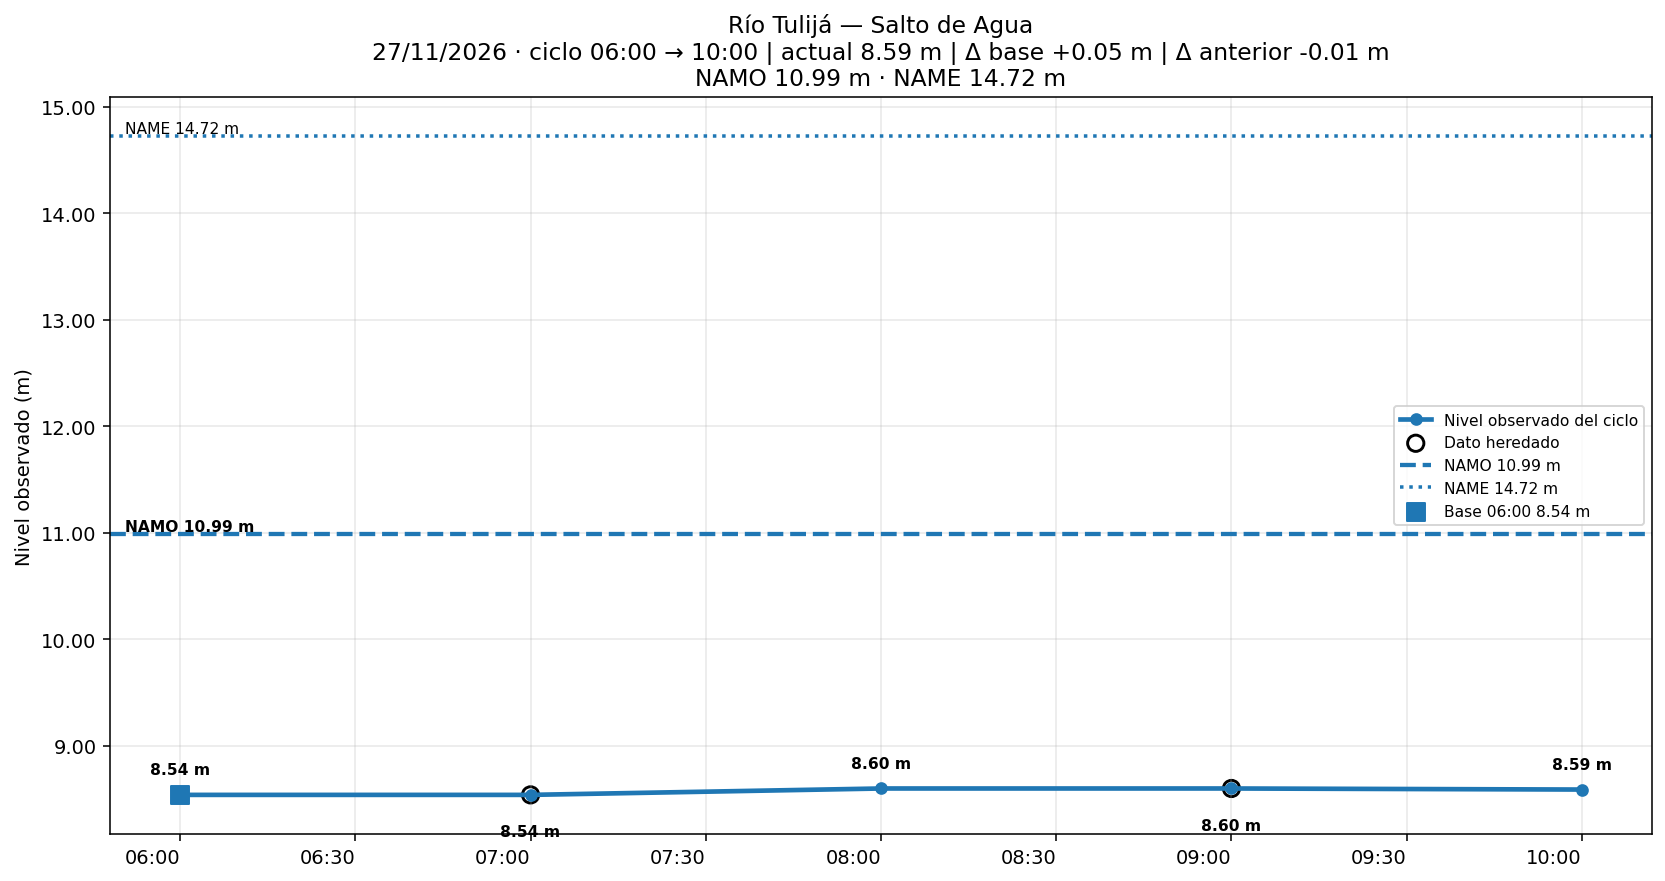 Río Tulijá — Salto de Agua
27/11/2026 · ciclo 06:00 → 10:00 | actual 8.59 m | Δ base +0.05 m | Δ anterior -0.01 m
NAMO 10.99 m · NAME 14.72 m
Nivel observado (m)
15.00
14.00
13.00
12.00
11.00
10.00
9.00
NAME 14.72 m
NAMO 10.99 m
Nivel observado del ciclo
Dato heredado
NAMO 10.99 m
NAME 14.72 m
Base 06:00 8.54 m
8.54 m
8.54 m
8.60 m
8.60 m
8.59 m
06:00
06:30
07:00
07:30
08:00
08:30
09:00
09:30
10:00